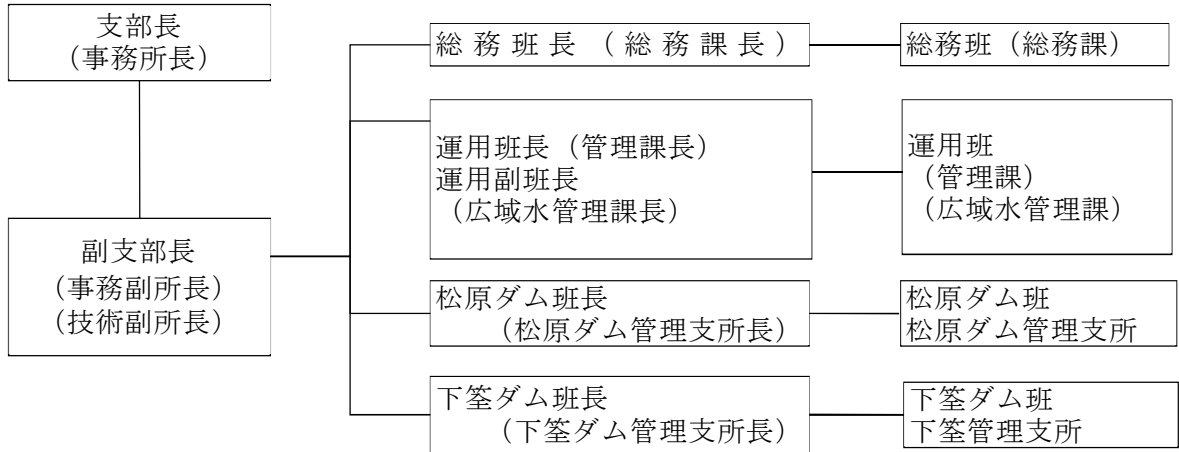 支部長
(事務所長)
副支部長
(事務副所長)
(技術副所長)
総務班長(総務課長)
総務班(総務課)
運用班長(管理課長)
運用副班長
(広域水管理課長)
運用班
(管理課)
(広域水管理課)
松原ダム班長
(松原ダム管理支所長)
松原ダム班
松原ダム管理支所
下筌ダム班長
(下筌ダム管理支所長)
下筌ダム班
下筌管理支所